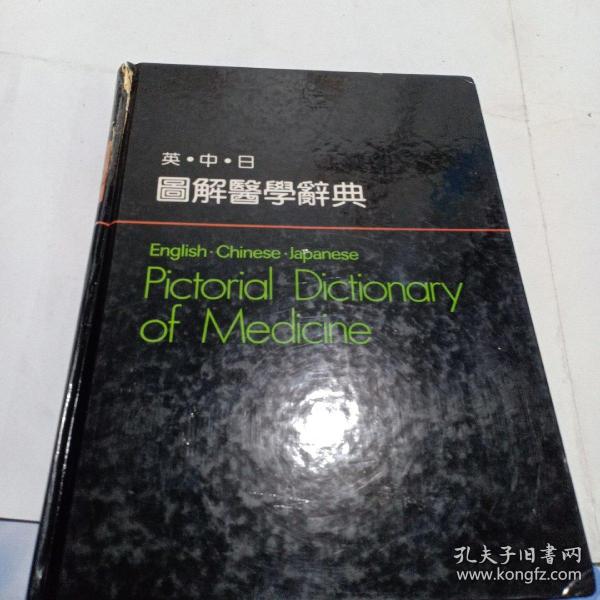 英・中・日
圖解醫學辭典
English・Chinese・Japanese
Pictorial Dictionary
of Medicine
孔夫子旧書网
www.kongfz.com